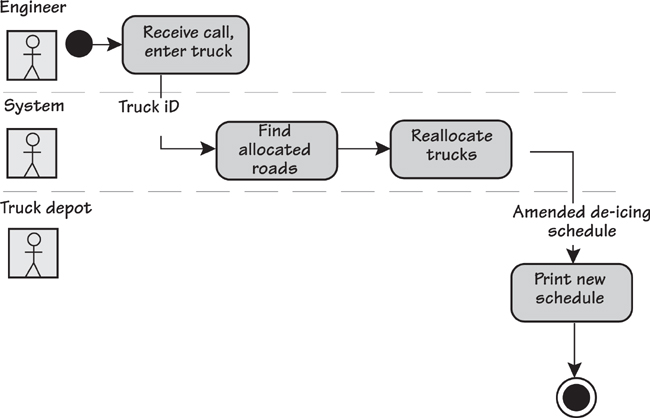 Engineer
Receive call,
enter truck
System
Truck iD
Find
allocated
roads
Reallocate
trucks
Truck depot
Amended de-icing
schedule
Print new
schedule